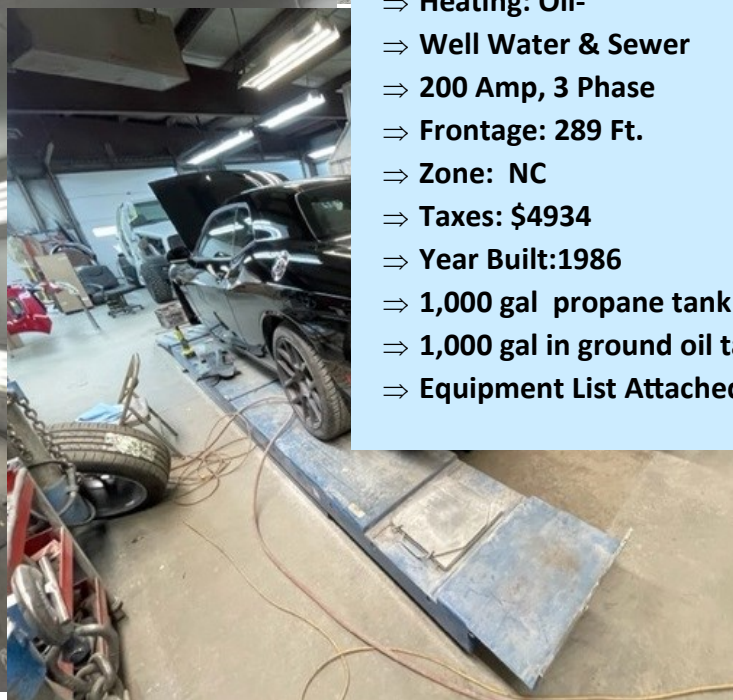 ⇒ Heating: Oil-
⇒ Well Water & Sewer
⇒ 200 Amp, 3 Phase
⇒ Frontage: 289 Ft.
⇒ Zone:  NC
⇒ Taxes: $4934
⇒ Year Built:1986
⇒ 1,000 gal  propane tank
⇒ 1,000 gal in ground oil
⇒ Equipment List Attached